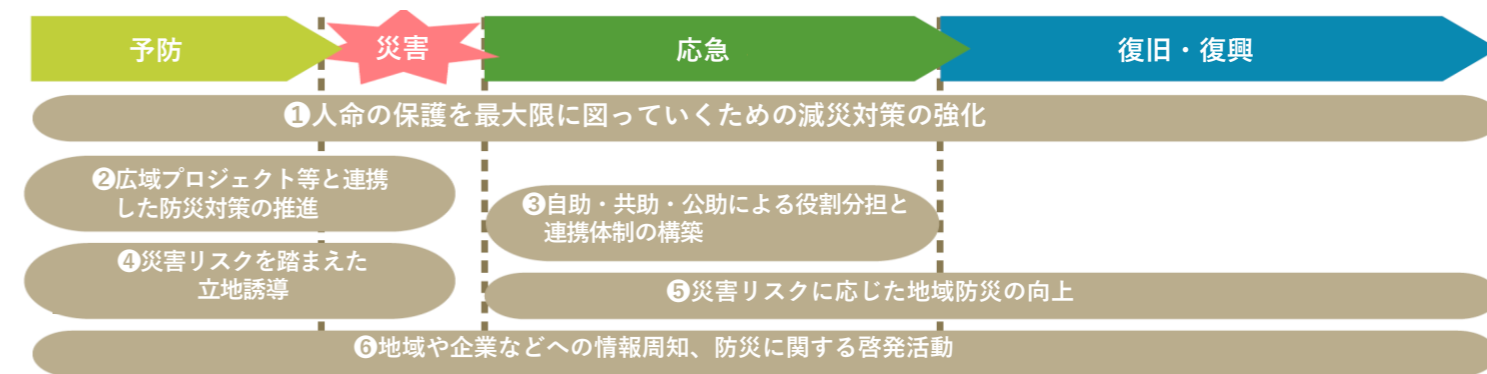 予防
災害
応急
復旧・復興
❶人命の保護を最大限に図っていくための減災対策の強化
❷広域プロジェクト等と連携
した防災対策の推進
❸自助・共助・公助による役割分担と
連携体制の構築
❹災害リスクを踏まえた
立地誘導
❺災害リスクに応じた地域防災の向上
❻地域や企業などへの情報周知、防災に関する啓発活動